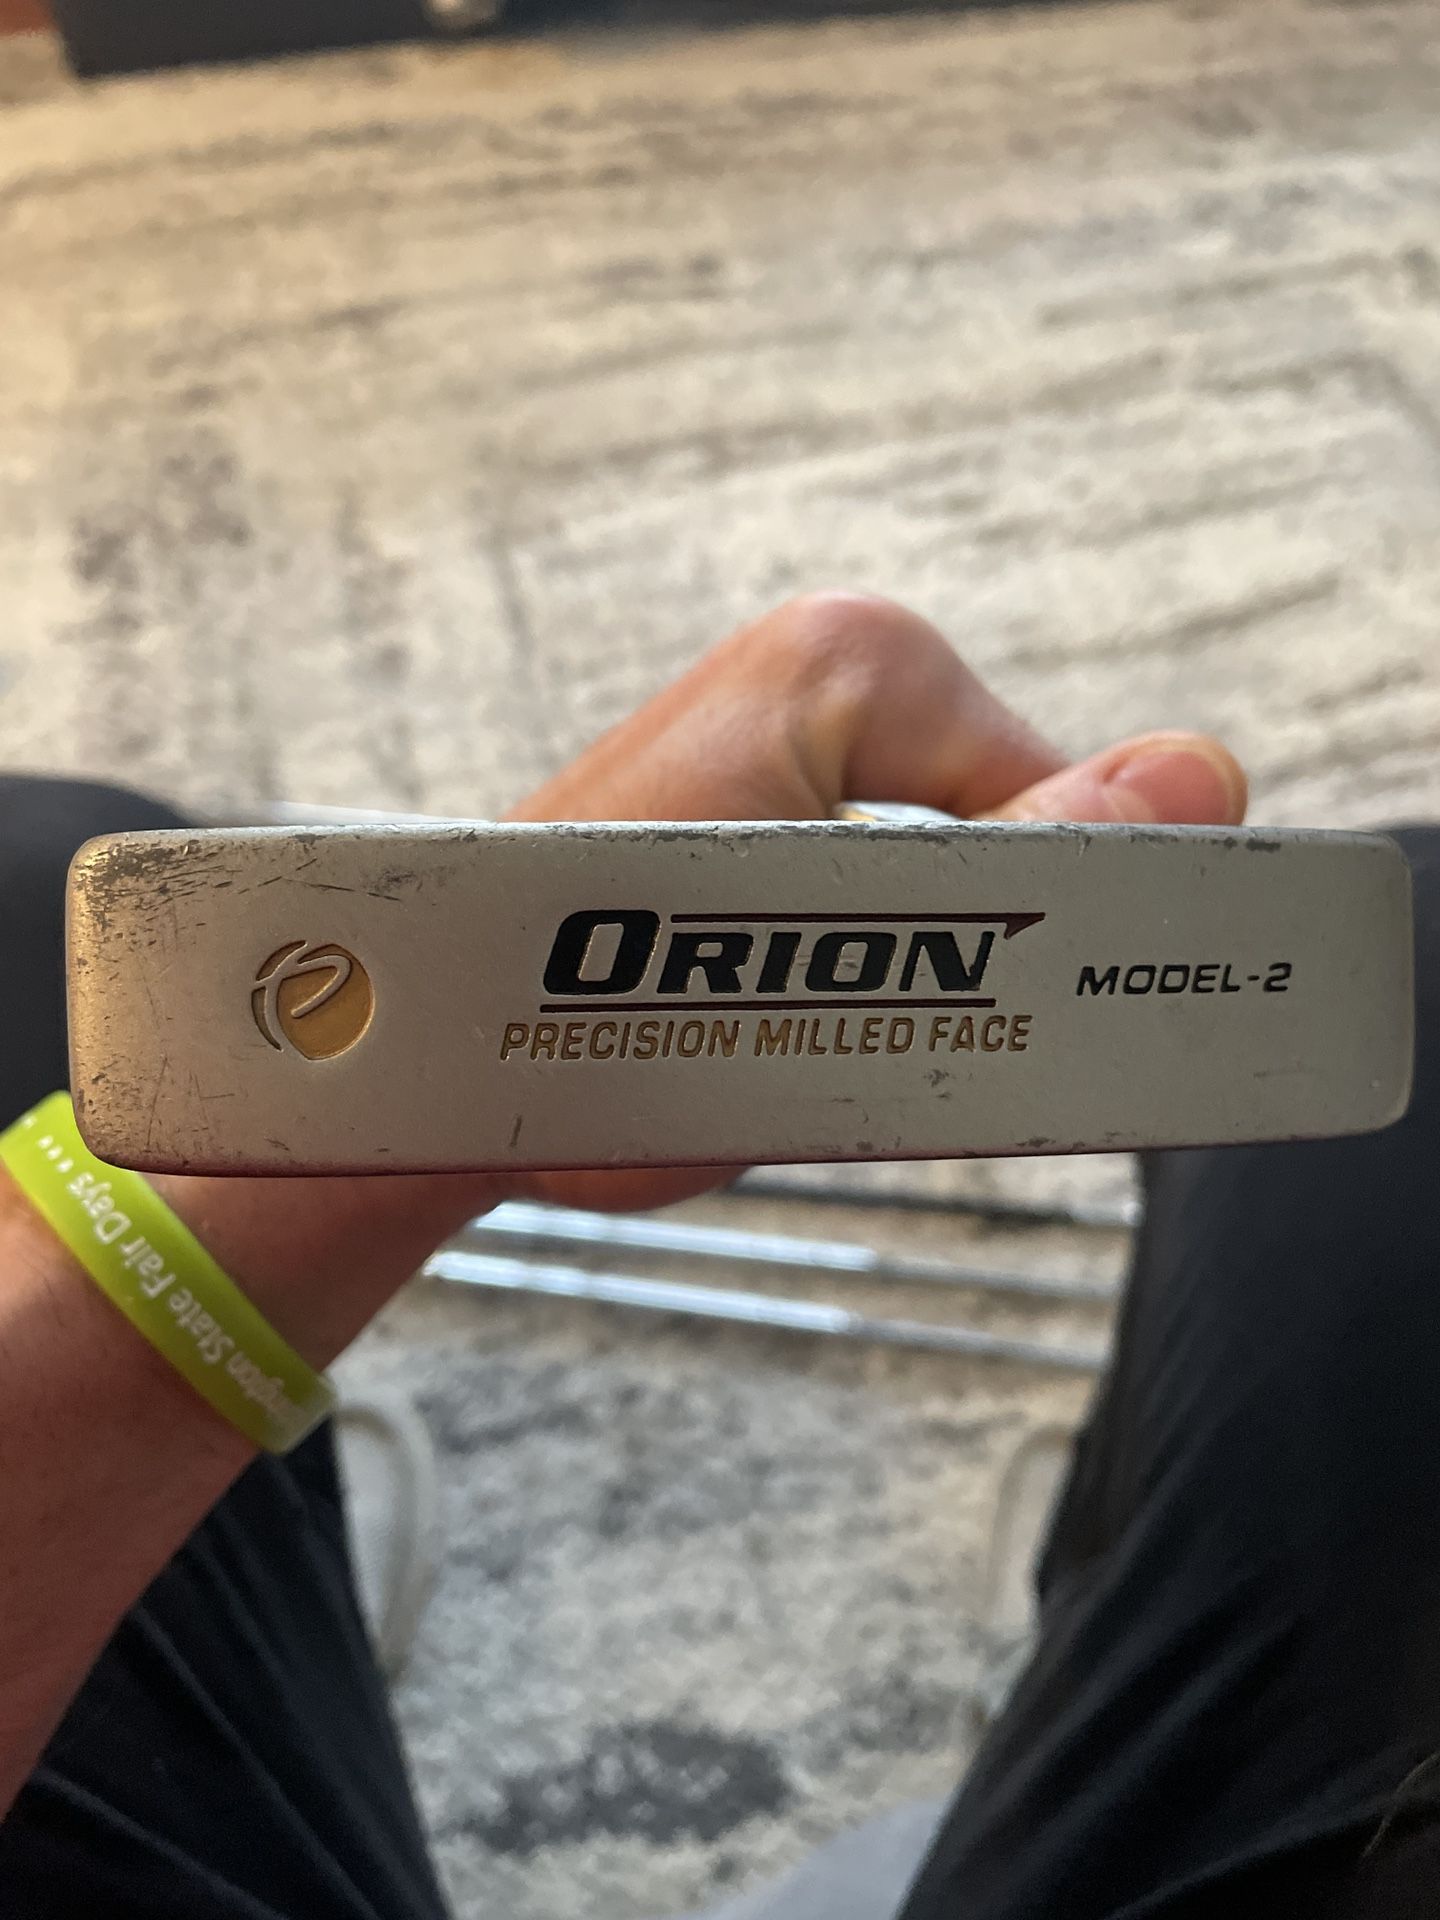 ORION
MODEL-2
PRECISION MILLED FACE
State Fair Days